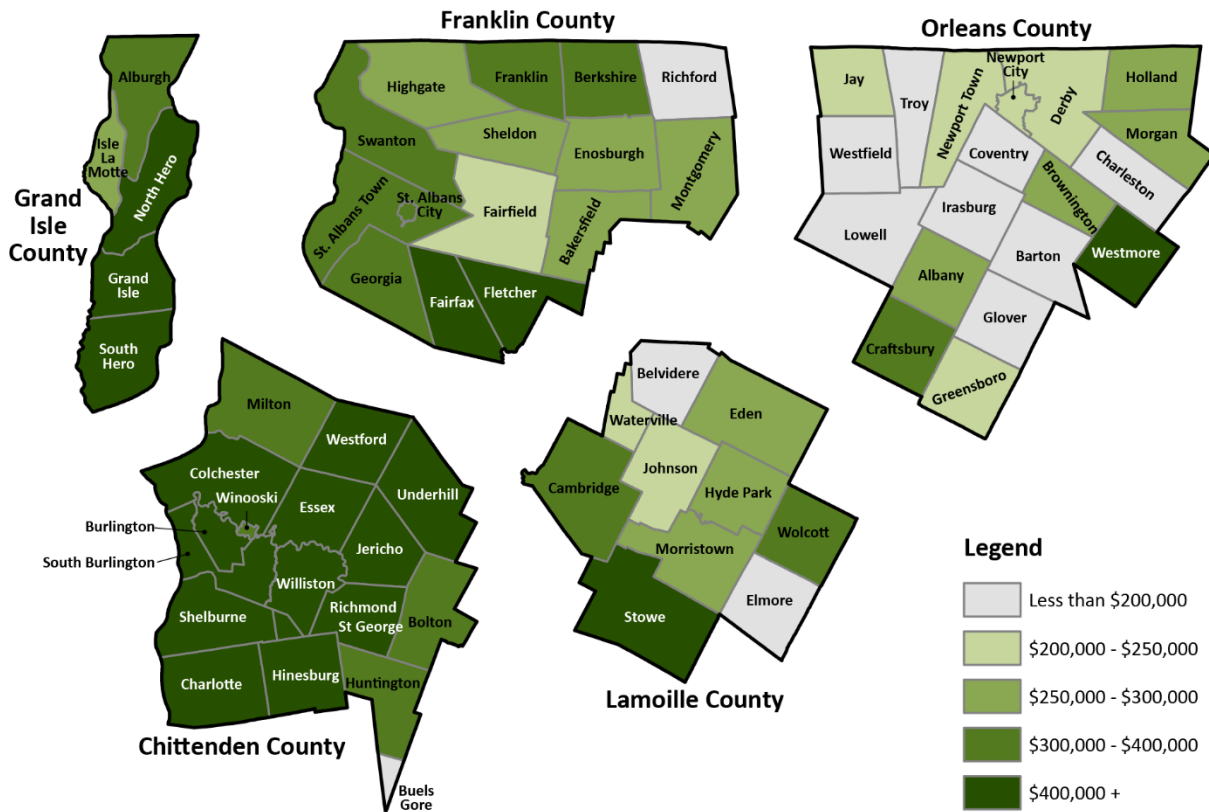 Franklin County
Orleans County
Newport
City
Alburgh
Highgate
Franklin
Berkshire
Richford
Jay
Troy
Newport Town
Derby
Holland
Isle
La
Motte
North Hero
Swanton
Sheldon
Enosburgh
Montgomery
Westfield
Coventry
Morgan
Charleston
Grand
Isle
County
St. Albans Town
St. Albans
City
Fairfield
Bakersfield
Irasburg
Brownington
Lowell
Barton
Westmore
Grand
Isle
Georgia
Fairfax
Fletcher
Albany
Glover
South
Hero
Craftsbury
Greensboro
Milton
Westford
Belvidere
Waterville
Eden
Colchester
Winooski
Essex
Underhill
Johnson
Cambridge
Hyde Park
Burlington
Wolcott
South Burlington
Jericho
Morristown
Williston
Richmond
St George
Bolton
Elmore
Shelburne
Stowe
Charlotte
Hinesburg
Huntington
Lamoille County
Chittenden County
Buels
Gore
Legend
Less than $200,000
$200,000 - $250,000
$250,000 - $300,000
$300,000 - $400,000
$400,000 +